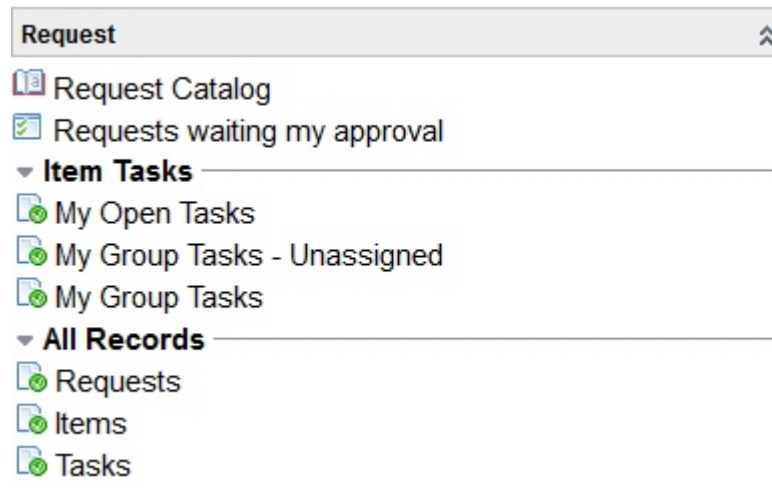 Request
Request Catalog
Requests waiting my approval
Item Tasks
My Open Tasks
My Group Tasks - Unassigned
My Group Tasks
All Records
Requests
Items
Tasks